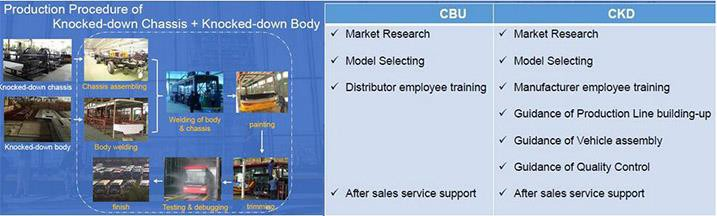 Production Procedure of
Knocked-down Chassis + Knocked-down Body
Knocked-down chassis
Chassis assembling
Knocked-down body
Body welding
Welding of body
& chassis
painting
trimming
Testing & debugging
finish
CBU
CKD
✓ Market Research
✓ Market Research
✓ Model Selecting
✓ Model Selecting
✓ Distributor employee training
✓ Manufacturer employee training
✓ Guidance of Production Line building-up
✓ Guidance of Vehicle assembly
✓ Guidance of Quality Control
✓ After sales service support
✓ After sales service support